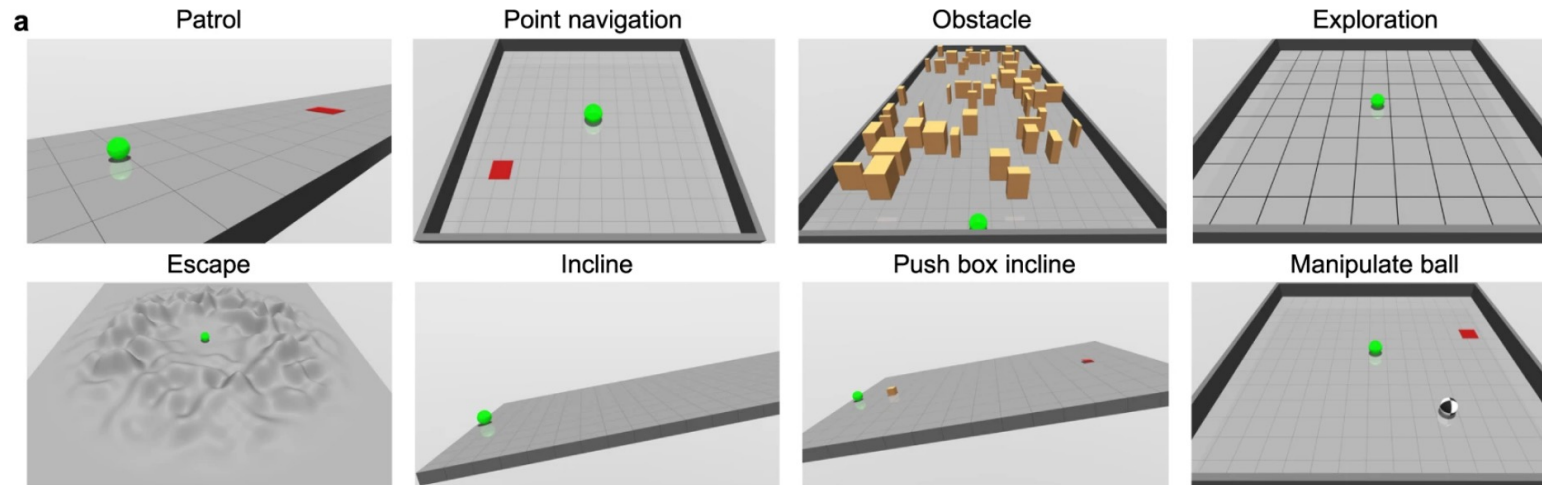 a
Patrol
Point navigation
Obstacle
Exploration
Escape
Incline
Push box incline
Manipulate ball